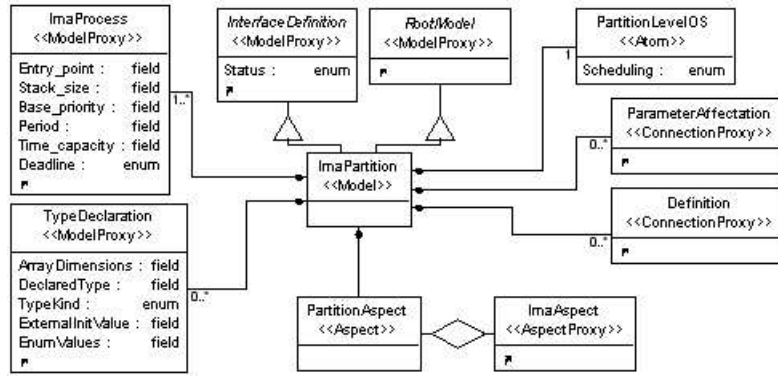 ImaProcess
<<ModelProxy>>
Entry_point : field
Stack_size : field
Base_priority : field
Period : field
Time_capacity : field
Deadline : enum
1..*
InterfaceDefinition
<<ModelProxy>>
Status : enum
RootModel
<<ModelProxy>>
PartitionLevelOS
<<Atom>>
Scheduling : enum
1
ParameterAffectation
<<ConnectionProxy>>
0..*
ImaPartition
<<Model>>
TypeDeclaration
<<ModelProxy>>
ArrayDimensions : field
DeclaredType : field
TypeKind : enum
ExternalInitValue : field
EnumValues : field
0..*
Definition
<<ConnectionProxy>>
0..*
PartitionAspect
<<Aspect>>
ImaAspect
<<AspectProxy>>